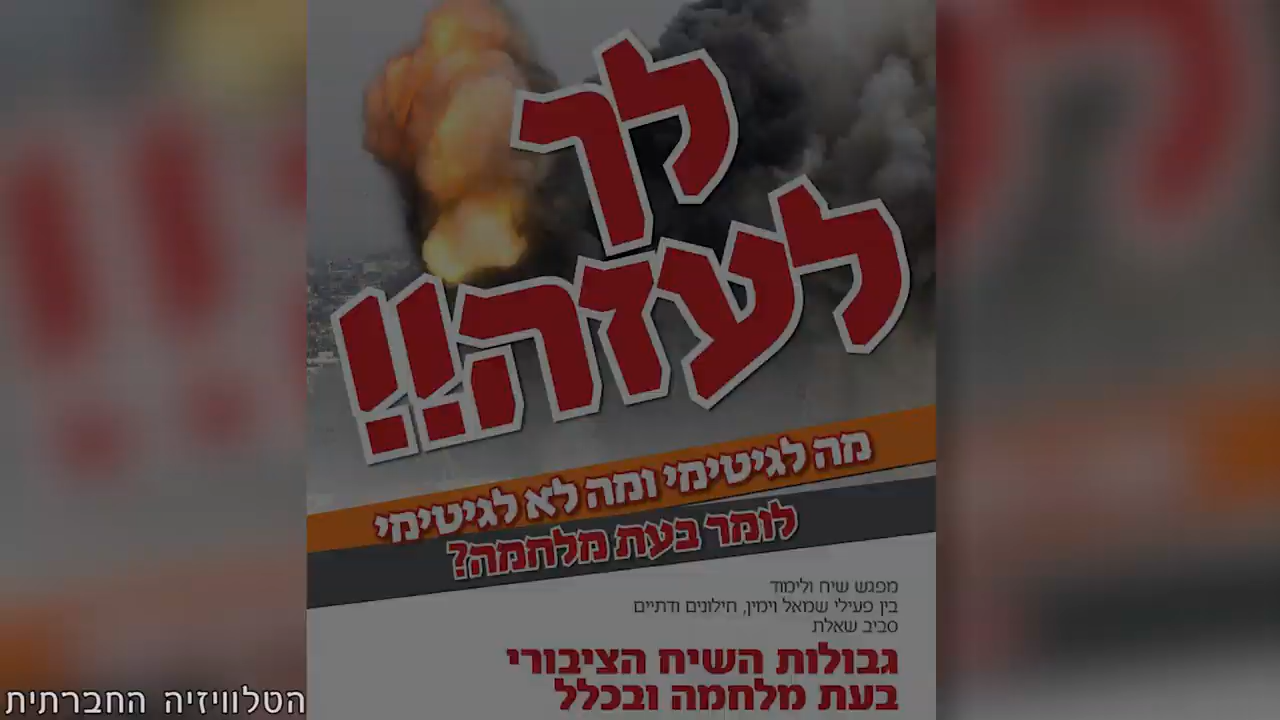 לך
לעזה!!
מה לגיטימי ומה לא לגיטימי
לומר בעת מלחמה?
מפגש שיח ולימוד
בין פעילי שמאל וימין, חילונים ודתיים
סביב שאלת
גבולות השיח הציבורי
בעת מלחמה ובכלל
הטלוויזיה החברתית